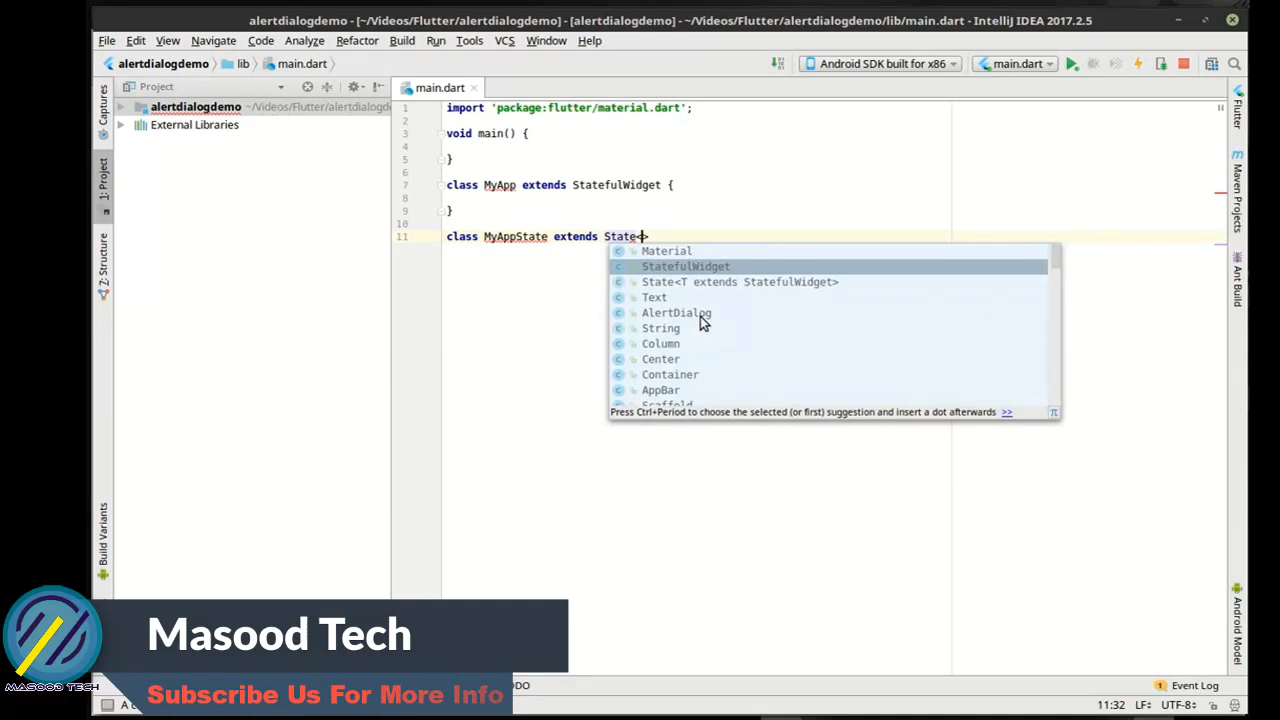 alertdialogdemo - [~/Videos/Flutter/alertdialogdemo] - [alertdialogdemo] - ~/Videos/Flutter/alertdialogdemo/lib/main.dart - IntelliJ IDEA 2017.2.5
File Edit View Navigate Code Analyze Refactor Build Run Tools VCS Window Help
alertdialogdemo lib main.dart Android SDK built for x86 main.dart
Project main.dart
alertdialogdemo ~/Videos/Flutter/alertdialogde
External Libraries
Captures
1: Project
Z: Structure
Build Variants
1 import 'package:flutter/material.dart';
2
3 void main() {
4
5 }
6
7 class MyApp extends StatefulWidget {
8
9 }
10
11 class MyAppState extends State<>
Material
StatefulWidget
State<T extends StatefulWidget>
Text
AlertDialog
String
Column
Center
Container
AppBar
Scaffold
Press Ctrl+Period to choose the selected (or first) suggestion and insert a dot afterwards >> π
Flutter
Maven Projects
Ant Build
Android Model
Masood Tech
MASOOD TECH
Subscribe Us For More Info
ODO
1 Event Log
11:32 LF÷ UTF-8÷